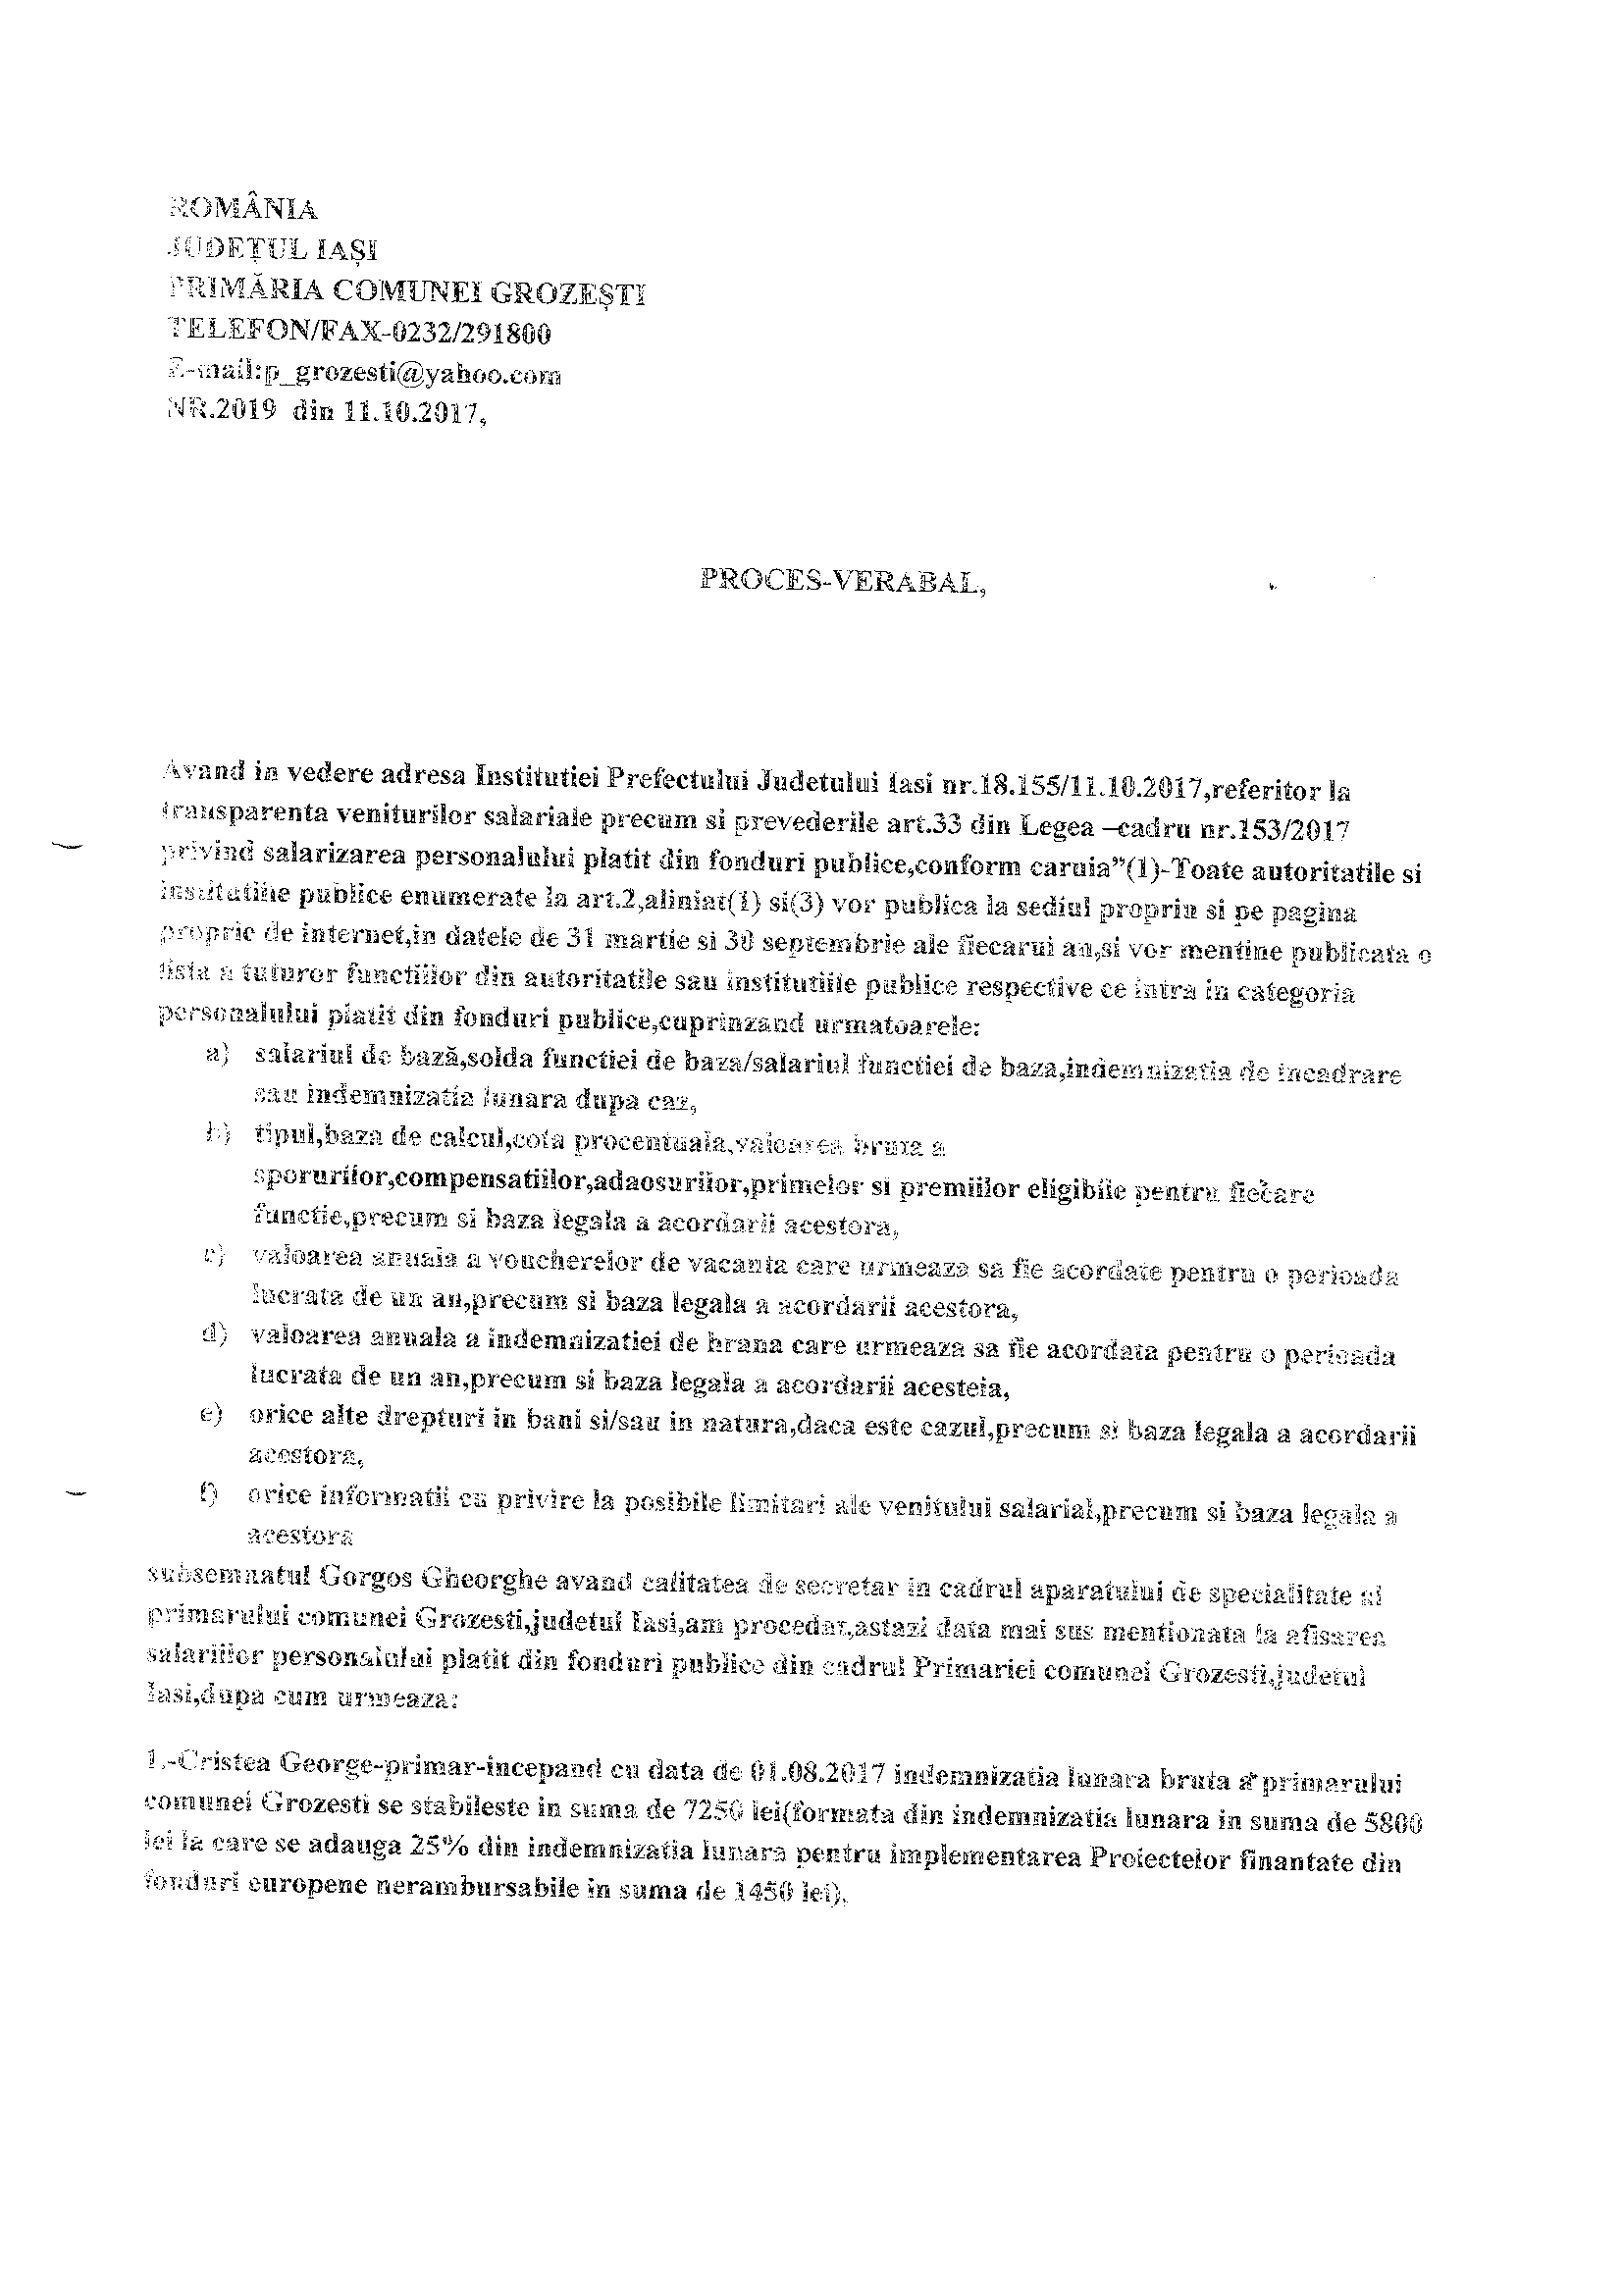 ROMÂNIA
JUDEȚUL IAȘI
PRIMĂRIA COMUNEI GROZEȘTI
TELEFON/FAX-0232/291800
E-mail:p_grozesti@yahoo.com
NR.2019 din 11.10.2017,
PROCES-VERABAL,
Avand in vedere adresa Institutiei Prefectului Judetului Iasi nr.18.155/11.10.2017,referitor la
transparenta veniturilor salariale precum si prevederile art.33 din Legea –cadru nr.153/2017
privind salarizarea personalului platit din fonduri publice,conform caruia”(1)-Toate autoritatile si
institutiile publice enumerate la art.2,aliniat(1) si(3) vor publica la sediul propriu si pe pagina
proprie de internet,in datele de 31 martie si 30 septembrie ale fiecarui an,si vor mentine publicata o
lista a tuturor functiilor din autoritatile sau institutiile publice respective ce intra in categoria
personalului platit din fonduri publice,cuprinzand urmatoarele:
a) salariul de bază,solda functiei de baza/salariul functiei de baza,indemnizatia de incadrare
sau indemnizatia lunara dupa caz,
b) tipul,baza de calcul,cota procentuala,valoarea bruta a
sporurilor,compensatiilor,adaosurilor,primelor si premiilor eligibile pentru fiecare
functie,precum si baza legala a acordarii acestora,
c) valoarea anuala a voucherelor de vacanta care urmeaza sa fie acordate pentru o perioada
lucrata de un an,precum si baza legala a acordarii acestora,
d) valoarea anuala a indemnizatiei de hrana care urmeaza sa fie acordata pentru o perioada
lucrata de un an,precum si baza legala a acordarii acesteia,
e) orice alte drepturi in bani si/sau in natura,daca este cazul,precum si baza legala a acordarii
acestora,
f) orice informatii cu privire la posibile limitari ale venitului salarial,precum si baza legala a
acestora
subsemnatul Gorgos Gheorghe avand calitatea de secretar in cadrul aparatului de specialitate al
primarului comunei Grozesti,judetul Iasi,am procedat,astazi data mai sus mentionata la afisarea
salariilor personalului platit din fonduri publice din cadrul Primariei comunei Grozesti,judetul
Iasi,dupa cum urmeaza:
1.-Cristea George-primar-incepand cu data de 01.08.2017 indemnizatia lunara bruta a primarului
comunei Grozesti se stabileste in suma de 7250 lei(formata din indemnizatia lunara in suma de 5800
lei la care se adauga 25% din indemnizatia lunara pentru implementarea Proiectelor finantate din
fonduri europene nerambursabile in suma de 1450 lei),